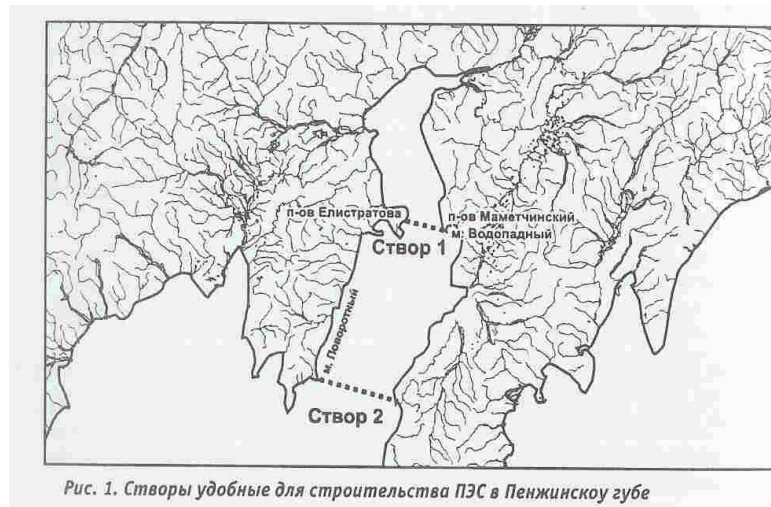 п-ов Елистратова
п-ов Маметчинский
м. Водопадный
Створ 1
м. Поворотный
Створ 2
Рис. 1. Створы удобные для строительства ПЭС в Пенжинскоу губе